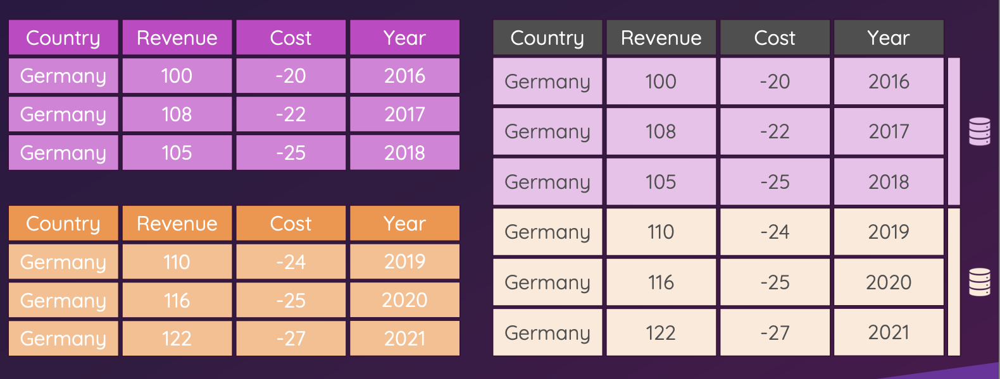 Country Revenue Cost Year
Germany 100 -20 2016
Germany 108 -22 2017
Germany 105 -25 2018
Country Revenue Cost Year
Germany 110 -24 2019
Germany 116 -25 2020
Germany 122 -27 2021
Country Revenue Cost Year
Germany 100 -20 2016
Germany 108 -22 2017
Germany 105 -25 2018
Germany 110 -24 2019
Germany 116 -25 2020
Germany 122 -27 2021